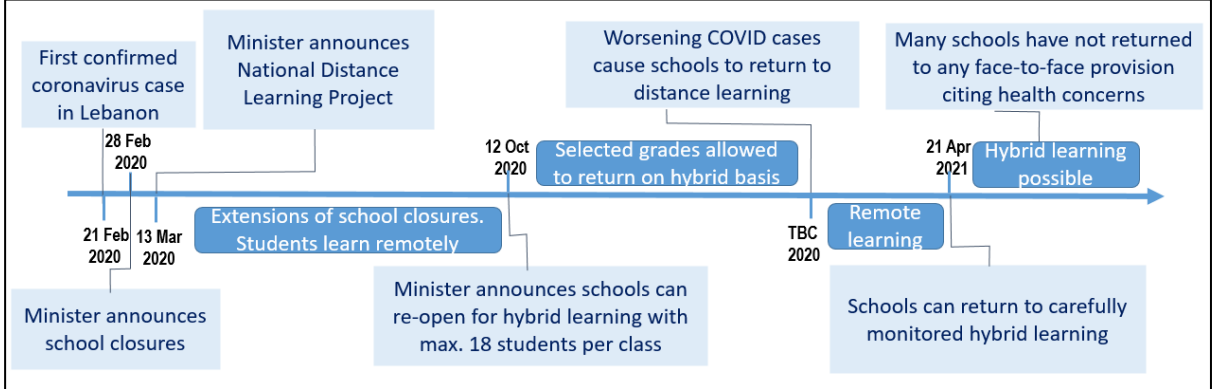 First confirmed
coronavirus case
in Lebanon
Minister announces
National Distance
Learning Project
Worsening COVID cases
cause schools to return to
distance learning
Many schools have not returned
to any face-to-face provision
citing health concerns
28 Feb
2020
12 Oct
2020
Selected grades allowed
to return on hybrid basis
21 Apr
2021
Hybrid learning
possible
21 Feb
2020
13 Mar
2020
Extensions of school closures.
Students learn remotely
TBC
2020
Remote
learning
Minister announces
school closures
Minister announces schools can
re-open for hybrid learning with
max. 18 students per class
Schools can return to carefully
monitored hybrid learning